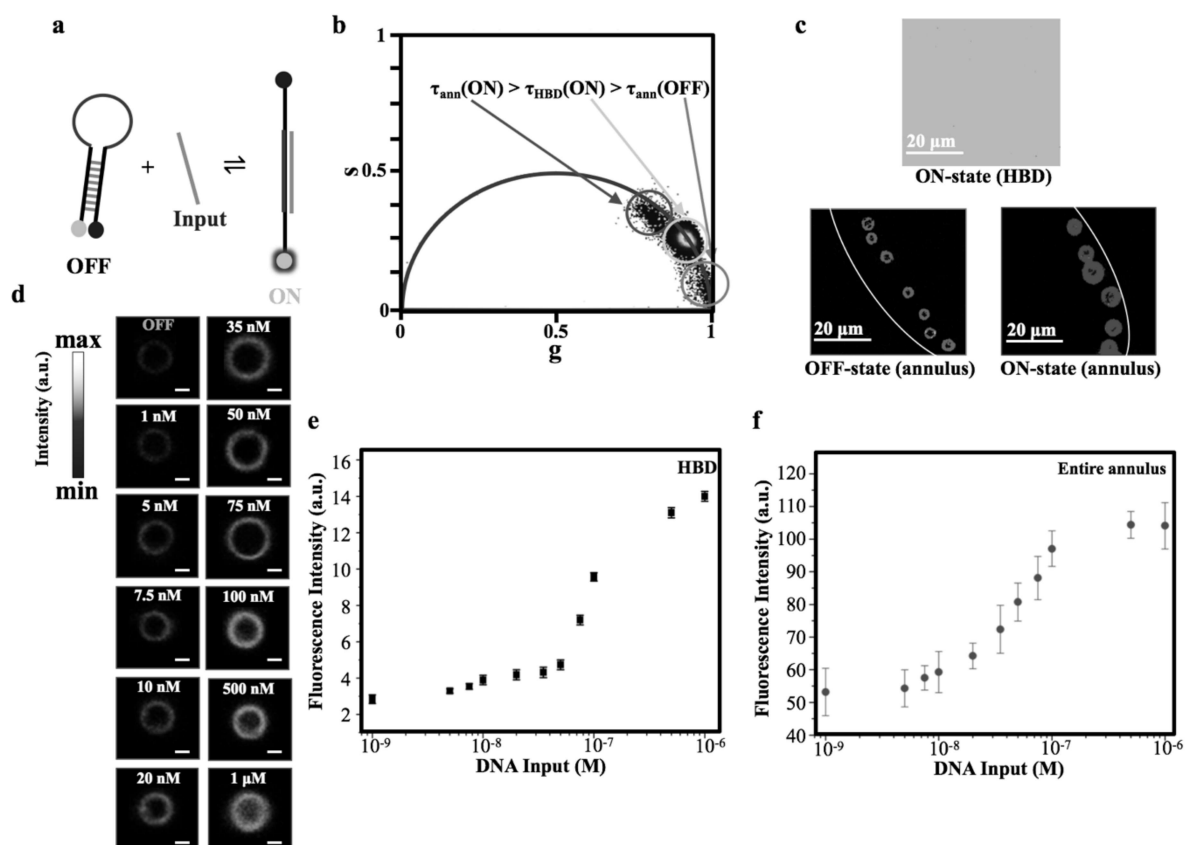 a
+
⇌
Input
OFF
ON
b
1
0.5
0
s
τann(ON) > τHBD(ON) > τann(OFF)
0
0.5
1
g
c
20 μm
ON-state (HBD)
20 μm
OFF-state (annulus)
20 μm
ON-state (annulus)
d
max
Intensity (a.u.)
min
OFF
35 nM
1 nM
50 nM
5 nM
75 nM
7.5 nM
100 nM
10 nM
500 nM
20 nM
1 μM
e
HBD
Fluorescence Intensity (a.u.)
16
14
12
10
8
6
4
2
10⁻⁹
10⁻⁸
10⁻⁷
10⁻⁶
DNA Input (M)
f
Entire annulus
Fluorescence Intensity (a.u.)
120
110
100
90
80
70
60
50
40
10⁻⁹
10⁻⁸
10⁻⁷
10⁻⁶
DNA Input (M)